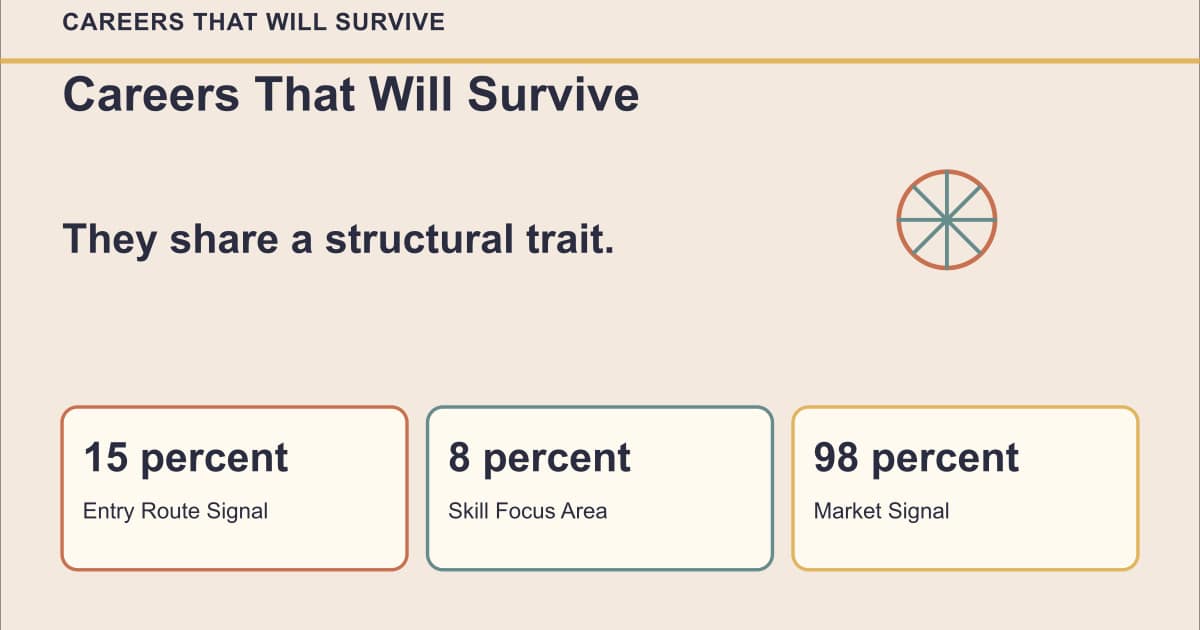 CAREERS THAT WILL SURVIVE
Careers That Will Survive
They share a structural trait.
15 percent
Entry Route Signal
8 percent
Skill Focus Area
98 percent
Market Signal